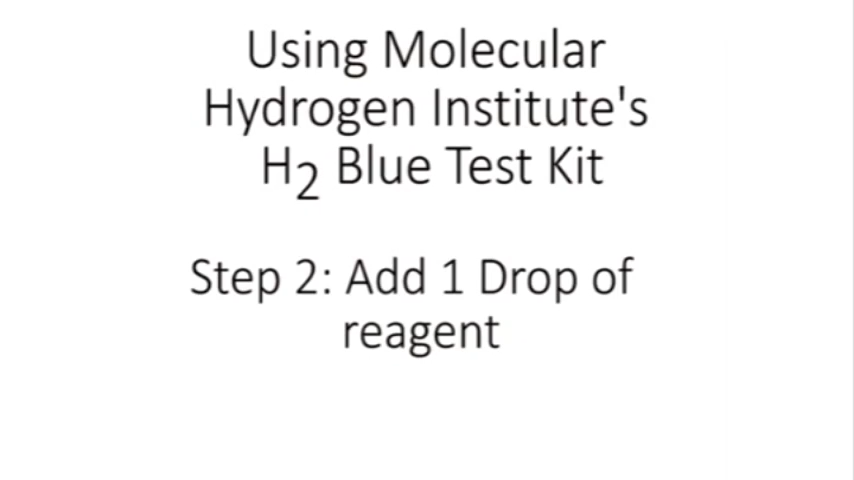 Using Molecular
Hydrogen Institute's
H₂ Blue Test Kit
Step 2: Add 1 Drop of
reagent